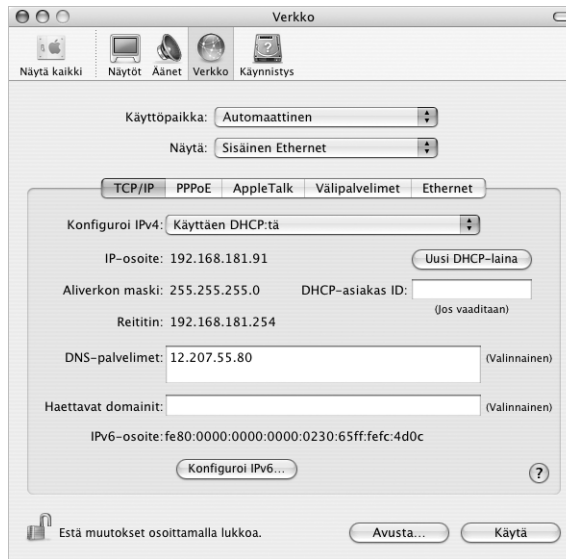 Verkko
Näytä kaikki Näytöt Äänet Verkko Käynnistys
Käyttöpaikka: Automaattinen
Näytä: Sisäinen Ethernet
TCP/IP PPPoE AppleTalk Välipalvelimet Ethernet
Konfiguroi IPv4: Käyttäen DHCP:tä
IP-osoite: 192.168.181.91 Uusi DHCP-laina
Aliverkon maski: 255.255.255.0 DHCP-asiakas ID:
(Jos vaaditaan)
Reititin: 192.168.181.254
DNS-palvelimet: 12.207.55.80 (Valinnainen)
Haettavat domainit: (Valinnainen)
IPv6-osoite: fe80:0000:0000:0000:0230:65ff:fefc:4d0c
Konfiguroi IPv6... ?
Estä muutokset osoittamalla lukkoa. Avusta... Käytä